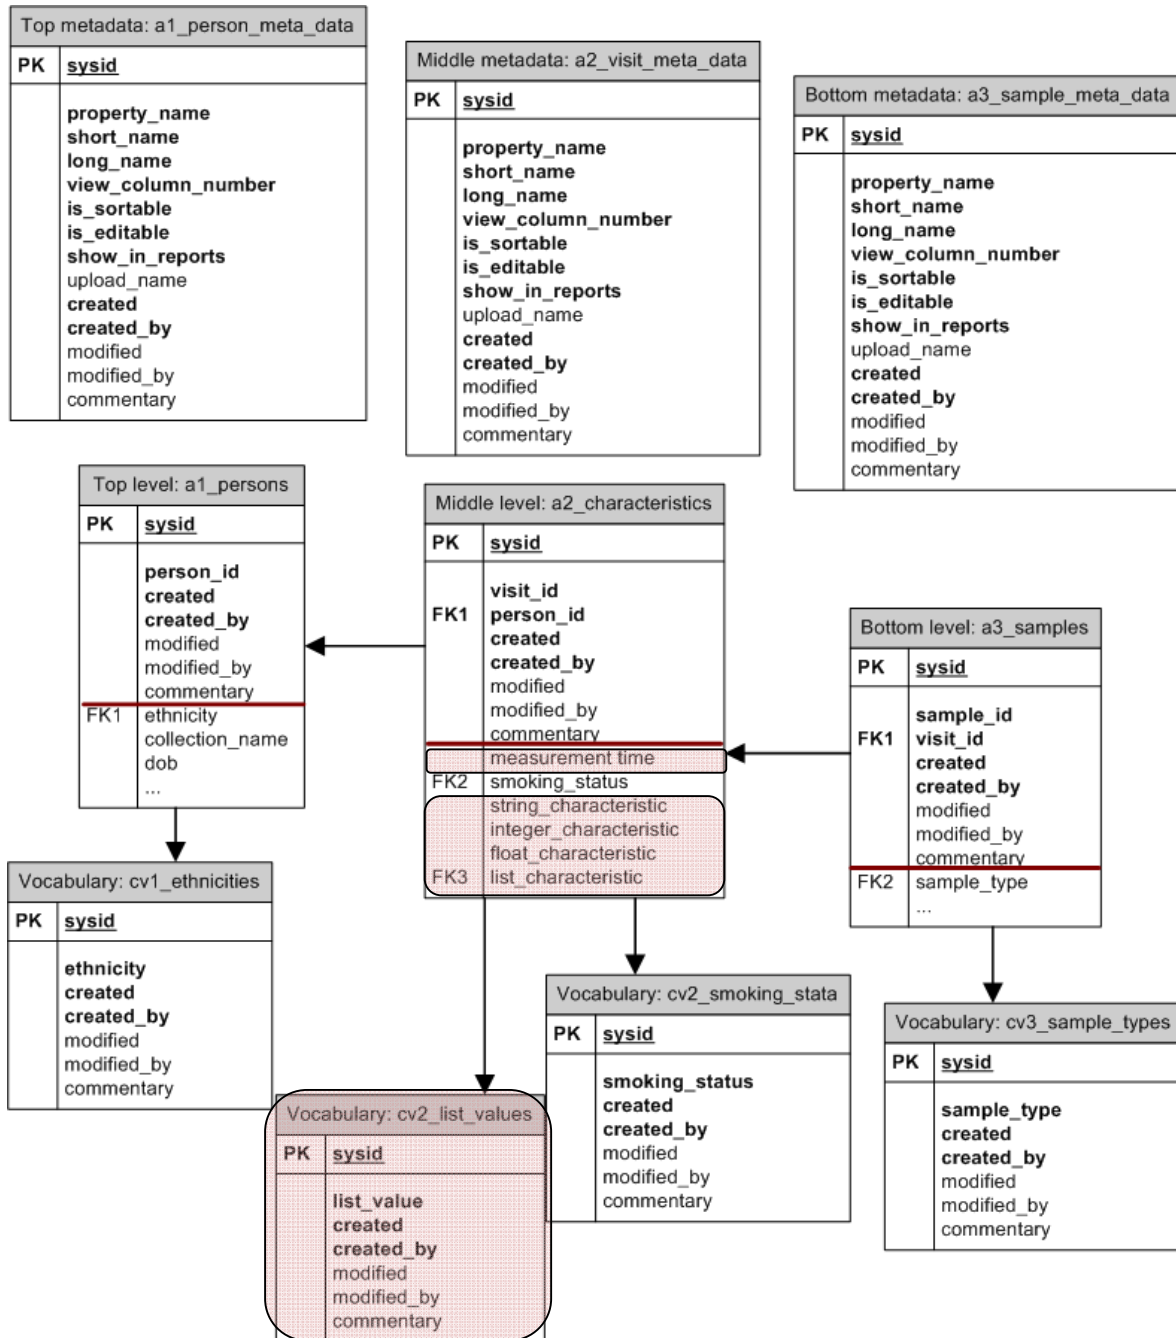 Top metadata: a1_person_meta_data
PK sysid
property_name
short_name
long_name
view_column_number
is_sortable
is_editable
show_in_reports
upload_name
created
created_by
modified
modified_by
commentary
Middle metadata: a2_visit_meta_data
PK sysid
property_name
short_name
long_name
view_column_number
is_sortable
is_editable
show_in_reports
upload_name
created
created_by
modified
modified_by
commentary
Bottom metadata: a3_sample_meta_data
PK sysid
property_name
short_name
long_name
view_column_number
is_sortable
is_editable
show_in_reports
upload_name
created
created_by
modified
modified_by
commentary
Top level: a1_persons
PK sysid
person_id
created
created_by
modified
modified_by
commentary
FK1 ethnicity
collection_name
dob
...
Middle level: a2_characteristics
PK sysid
visit_id
FK1 person_id
created
created_by
modified
modified_by
commentary
measurement time
FK2 smoking_status
string_characteristic
integer_characteristic
float_characteristic
FK3 list_characteristic
Bottom level: a3_samples
PK sysid
sample_id
FK1 visit_id
created
created_by
modified
modified_by
commentary
FK2 sample_type
...
Vocabulary: cv1_ethnicities
PK sysid
ethnicity
created
created_by
modified
modified_by
commentary
Vocabulary: cv2_list_values
PK sysid
list_value
created
created_by
modified
modified_by
commentary
Vocabulary: cv2_smoking_stata
PK sysid
smoking_status
created
created_by
modified
modified_by
commentary
Vocabulary: cv3_sample_types
PK sysid
sample_type
created
created_by
modified
modified_by
commentary